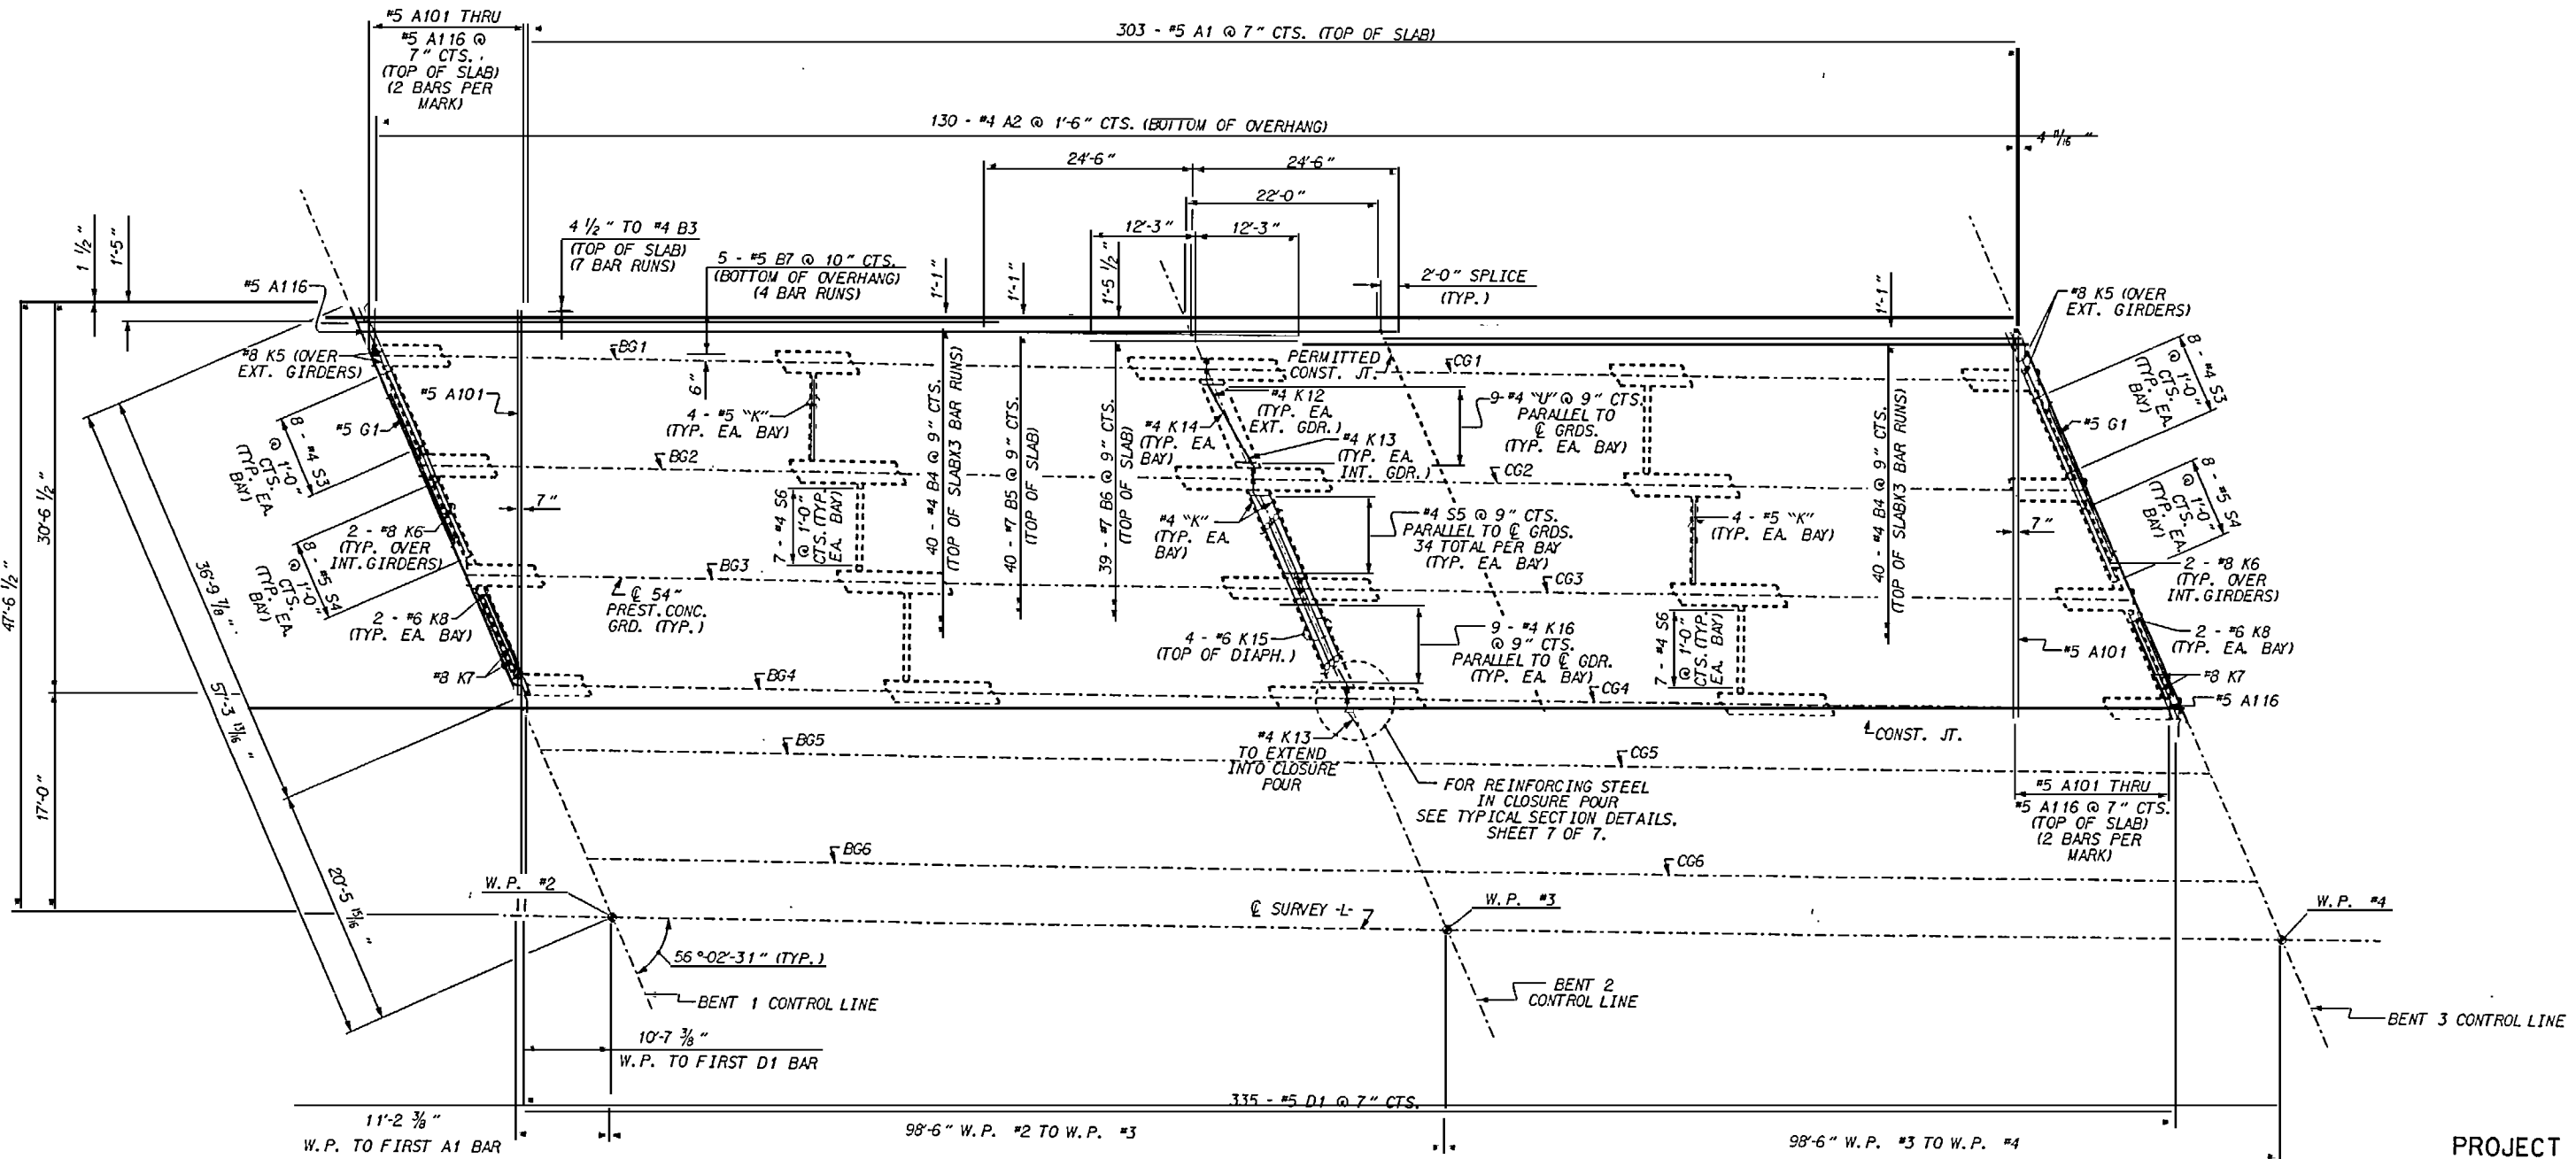 #5 A101 THRU
#5 A116 @
7" CTS.
(TOP OF SLAB)
(2 BARS PER
MARK)
303 - #5 A1 @ 7" CTS. (TOP OF SLAB)
130 - #4 A2 @ 1'-6" CTS. (BOTTOM OF OVERHANG)
4 11/16 "
24'-6"
24'-6"
22'-0"
12'-3"
12'-3"
1 1/2 "
1'-5"
4 1/2 " TO #4 B3
(TOP OF SLAB)
(7 BAR RUNS)
5 - #5 B7 @ 10" CTS.
(BOTTOM OF OVERHANG)
(4 BAR RUNS)
1'-1"
1'-1"
1'-5 1/2"
2'-0" SPLICE
(TYP.)
1'-1"
#5 A116
#8 K5 (OVER
EXT. GIRDERS)
#8 K5 (OVER
EXT. GIRDERS)
BG1
PERMITTED
CONST. JT.
CG1
6"
#5 A101
4 - #5 "K"
(TYP. EA. BAY)
40 - #4 B4 @ 9" CTS.
(TOP OF SLABX3 BAR RUNS)
40 - #7 B5 @ 9" CTS.
(TOP OF SLAB)
39 - #7 B6 @ 9" CTS.
(TOP OF SLAB)
#4 K12
(TYP. EA.
EXT. GDR.)
#4 K14
(TYP. EA.
BAY)
#4 K13
(TYP. EA.
INT. GDR.)
9- #4 "U" @ 9" CTS.
PARALLEL TO
℄ GRDS.
(TYP. EA. BAY)
40 - #4 B4 @ 9" CTS.
(TOP OF SLABX3 BAR RUNS)
8 - #4 S3
@ 1'-0"
CTS. EA.
(TYP. EA.
BAY)
#5 G1
8 - #4 S3
@ 1'-0"
CTS. EA.
(TYP. EA.
BAY)
#5 G1
BG2
CG2
7"
7 - #4 S6
@ 1'-0"
CTS. (TYP.
EA. BAY)
#4 "K"
(TYP. EA.
BAY)
#4 S5 @ 9" CTS.
PARALLEL TO ℄ GRDS.
34 TOTAL PER BAY
(TYP. EA. BAY)
4 - #5 "K"
(TYP. EA. BAY)
7"
8 - #5 S4
@ 1'-0"
CTS. EA.
(TYP. EA.
BAY)
2 - #8 K6
(TYP. OVER
INT. GIRDERS)
8 - #5 S4
@ 1'-0"
CTS. EA.
(TYP. EA.
BAY)
2 - #8 K6
(TYP. OVER
INT. GIRDERS)
47'-6 1/2 "
30'-6 1/2 "
17'-0"
36'-9 7/8 "
57'-3 13/16 "
20'-5 15/16 "
2 - #6 K8
(TYP. EA. BAY)
BG3
℄ 54"
PREST. CONC.
GRD. (TYP.)
CG3
4 - #6 K15
(TOP OF DIAPH.)
9 - #4 K16
@ 9" CTS.
PARALLEL TO ℄ GDR.
(TYP. EA. BAY)
7 - #4 S6
@ 1'-0"
CTS. (TYP.
EA. BAY)
2 - #6 K8
(TYP. EA. BAY)
#5 A101
#8 K7
#8 K7
#5 A116
BG4
CG4
CONST. JT.
BG5
#4 K13
TO EXTEND
INTO CLOSURE
POUR
CG5
FOR REINFORCING STEEL
IN CLOSURE POUR
SEE TYPICAL SECTION DETAILS.
SHEET 7 OF 7.
#5 A101 THRU
#5 A116 @ 7" CTS.
(TOP OF SLAB)
(2 BARS PER
MARK)
BG6
CG6
W.P. #2
℄ SURVEY -L-
W.P. #3
W.P. #4
56°-02'-31" (TYP.)
BENT 1 CONTROL LINE
BENT 2
CONTROL LINE
BENT 3 CONTROL LINE
10'-7 3/8 "
W.P. TO FIRST D1 BAR
335 - #5 D1 @ 7" CTS.
11'-2 3/8 "
W.P. TO FIRST A1 BAR
98'-6" W.P. #2 TO W.P. #3
98'-6" W.P. #3 TO W.P. #4
PROJECT